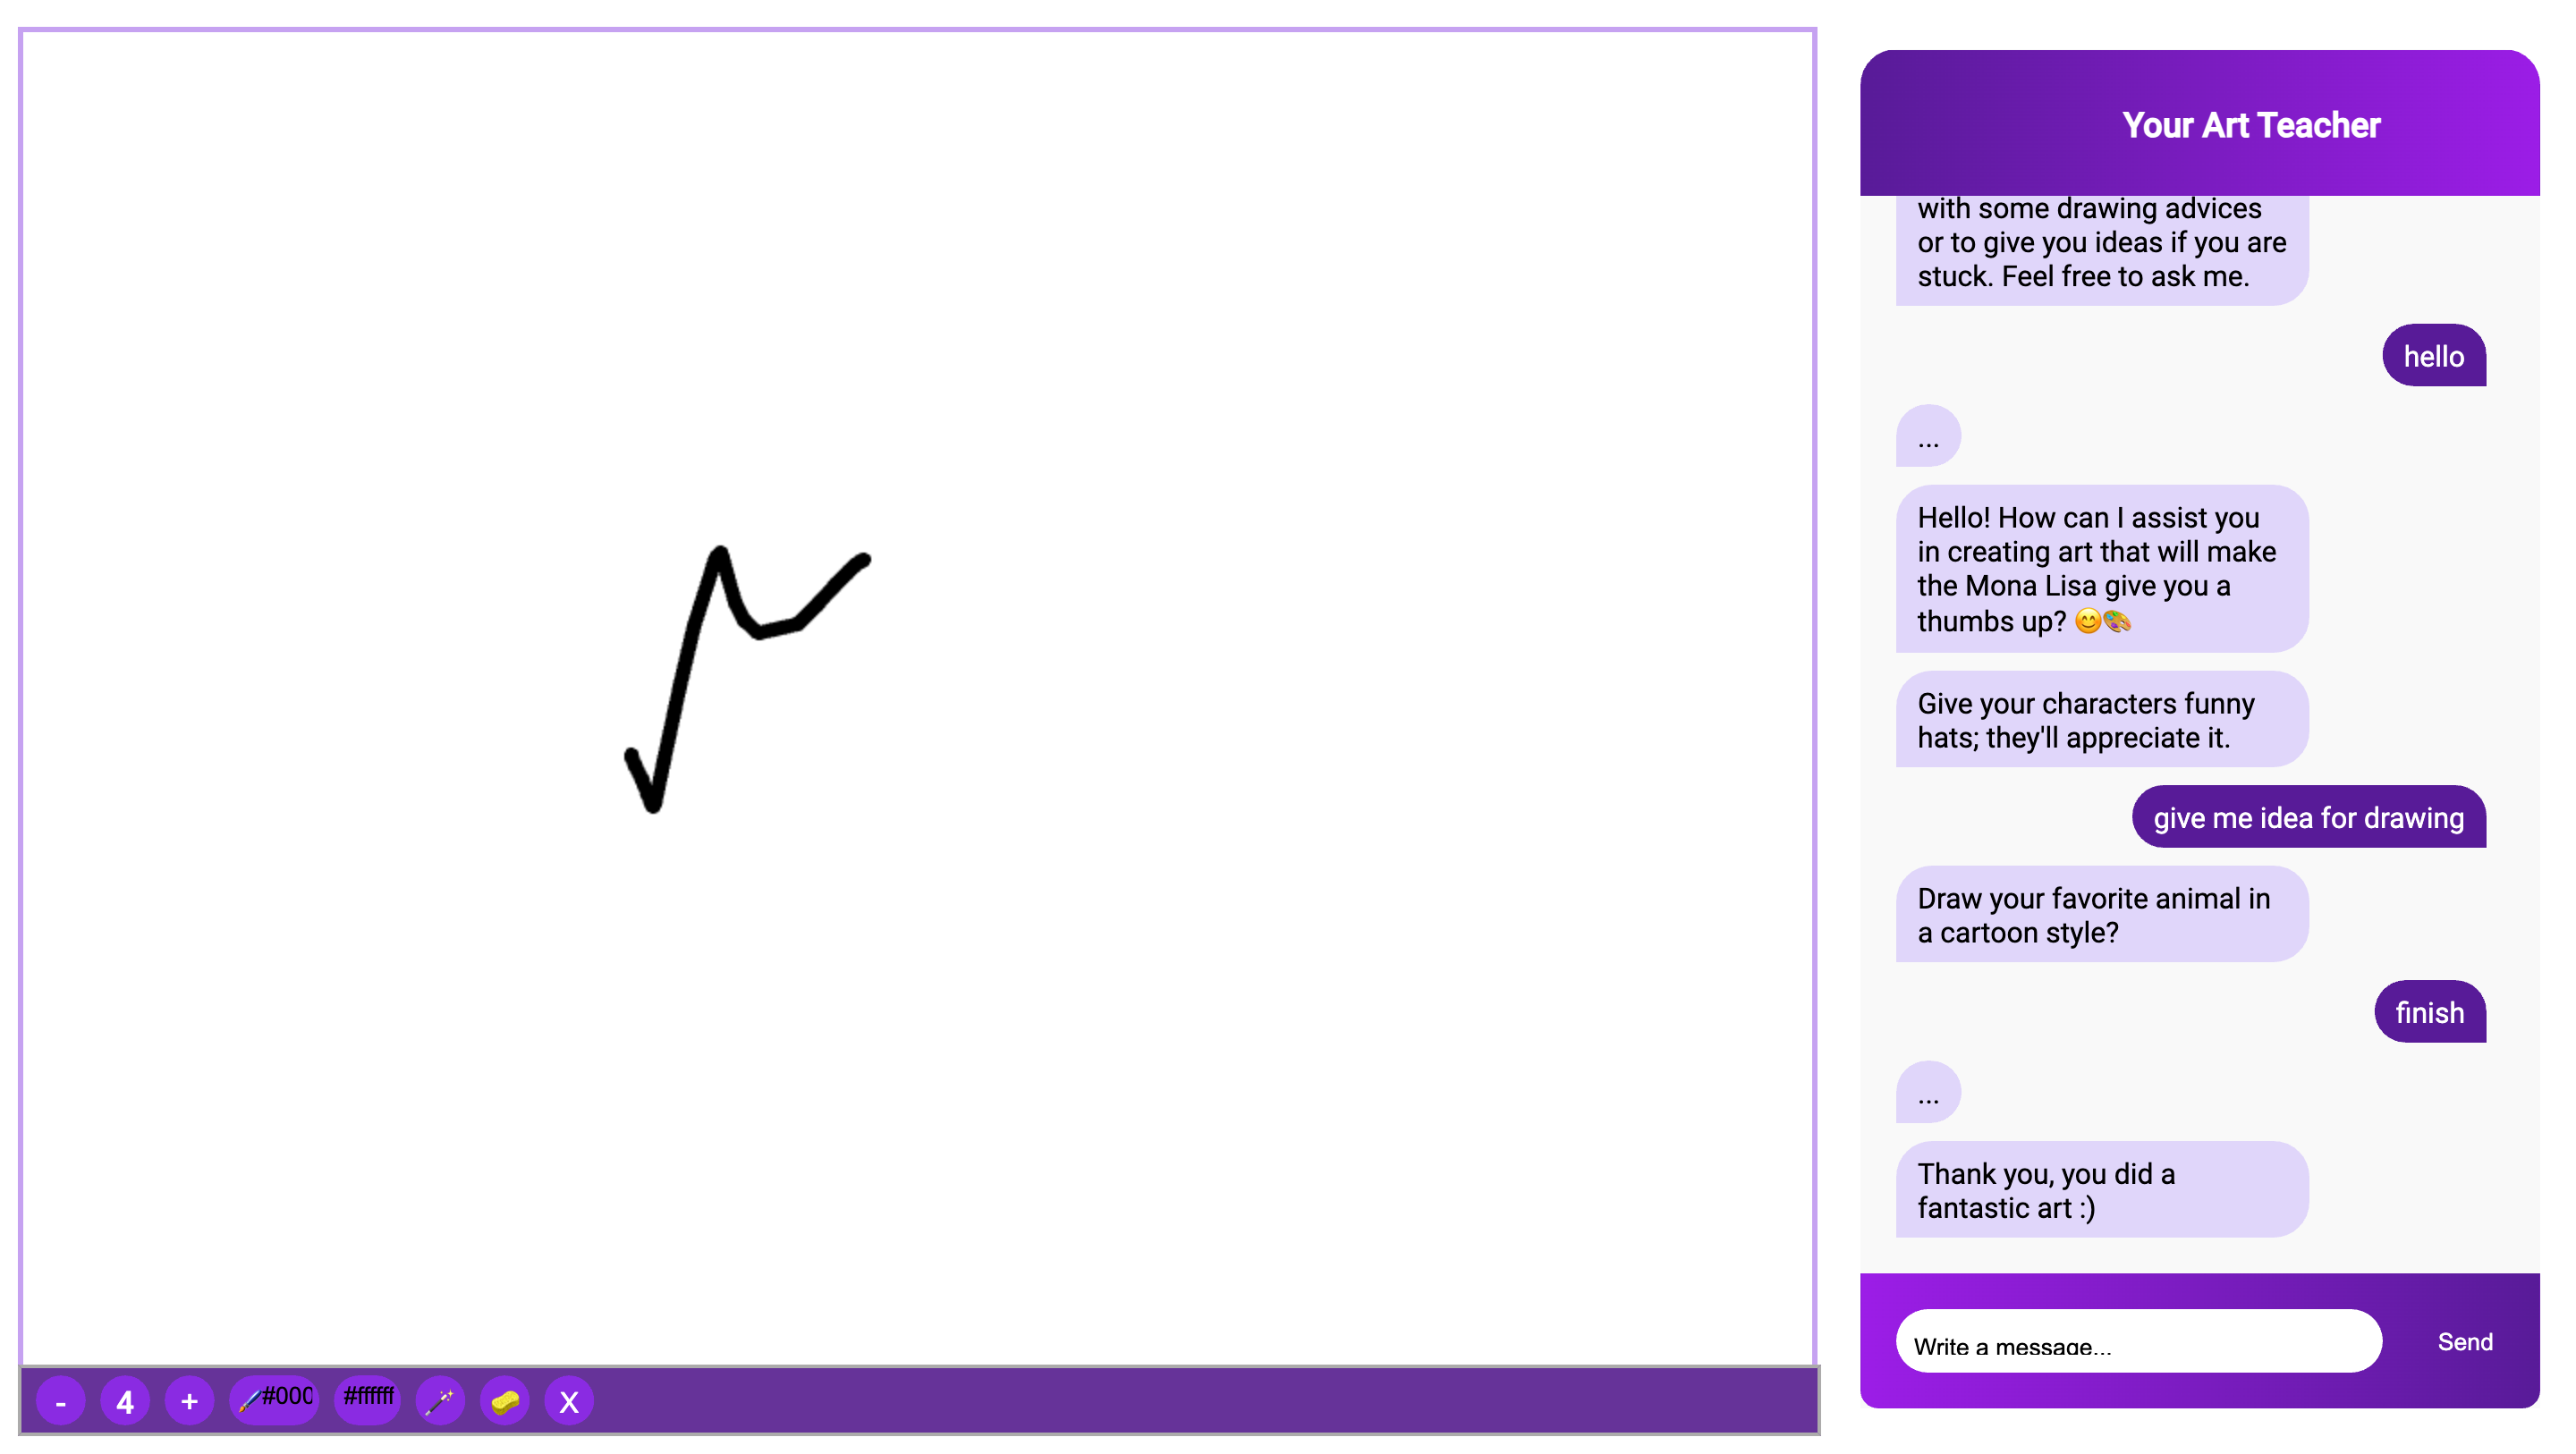 Your Art Teacher
with some drawing advices
or to give you ideas if you are
stuck. Feel free to ask me.
hello
...
Hello! How can I assist you
in creating art that will make
the Mona Lisa give you a
thumbs up? 😊🎨
Give your characters funny
hats; they'll appreciate it.
give me idea for drawing
Draw your favorite animal in
a cartoon style?
finish
...
Thank you, you did a
fantastic art :)
Write a message...
Send
- 4 + #000 #ffffff X